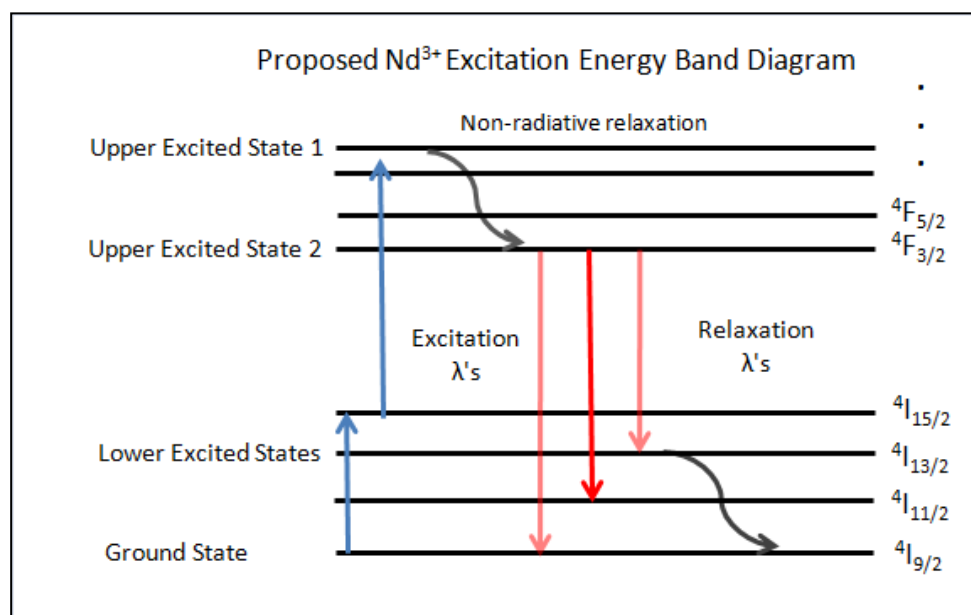 Proposed Nd³⁺ Excitation Energy Band Diagram
Non-radiative relaxation
Upper Excited State 1
⁴F₅/₂
Upper Excited State 2
⁴F₃/₂
Excitation
λ's
Relaxation
λ's
⁴I₁₅/₂
Lower Excited States
⁴I₁₃/₂
⁴I₁₁/₂
Ground State
⁴I₉/₂